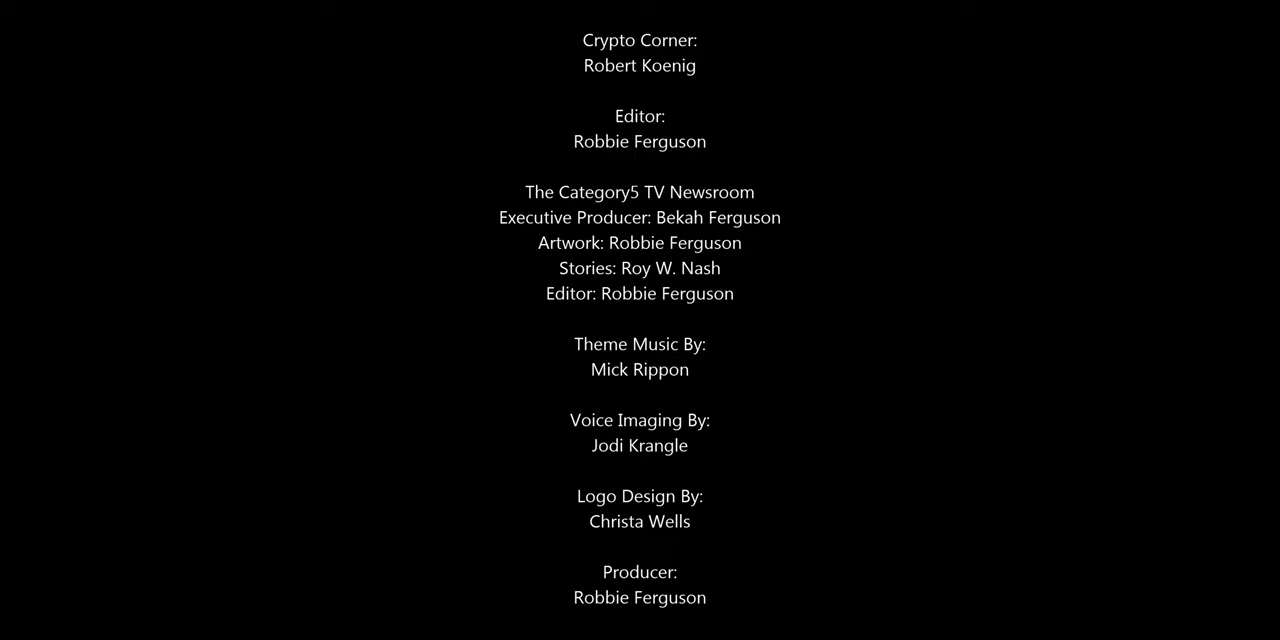 Crypto Corner:
Robert Koenig
Editor:
Robbie Ferguson
The Category5 TV Newsroom
Executive Producer: Bekah Ferguson
Artwork: Robbie Ferguson
Stories: Roy W. Nash
Editor: Robbie Ferguson
Theme Music By:
Mick Rippon
Voice Imaging By:
Jodi Krangle
Logo Design By:
Christa Wells
Producer:
Robbie Ferguson